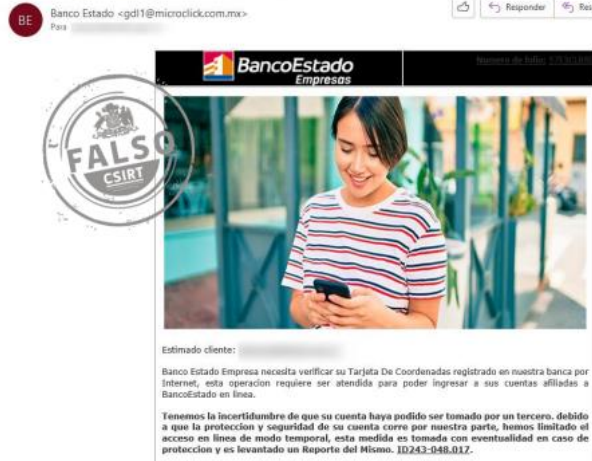 BE
Banco Estado <gdl1@microclick.com.mx>
Para
Responder
BancoEstado
Empresas
Numero de folio:
FALSO
CSIRT
Estimado cliente:
Banco Estado Empresa necesita verificar su Tarjeta De Coordenadas registrado en nuestra banca por
Internet, esta operacion requiere ser atendida para poder ingresar a sus cuentas afiliadas a
BancoEstado en linea.
Tenemos la incertidumbre de que su cuenta haya podido ser tomado por un tercero. debido
a que la proteccion y seguridad de su cuenta corre por nuestra parte, hemos limitado el
acceso en linea de modo temporal, esta medida es tomada con eventualidad en caso de
proteccion y es levantado un Reporte del Mismo. ID243-048.017.